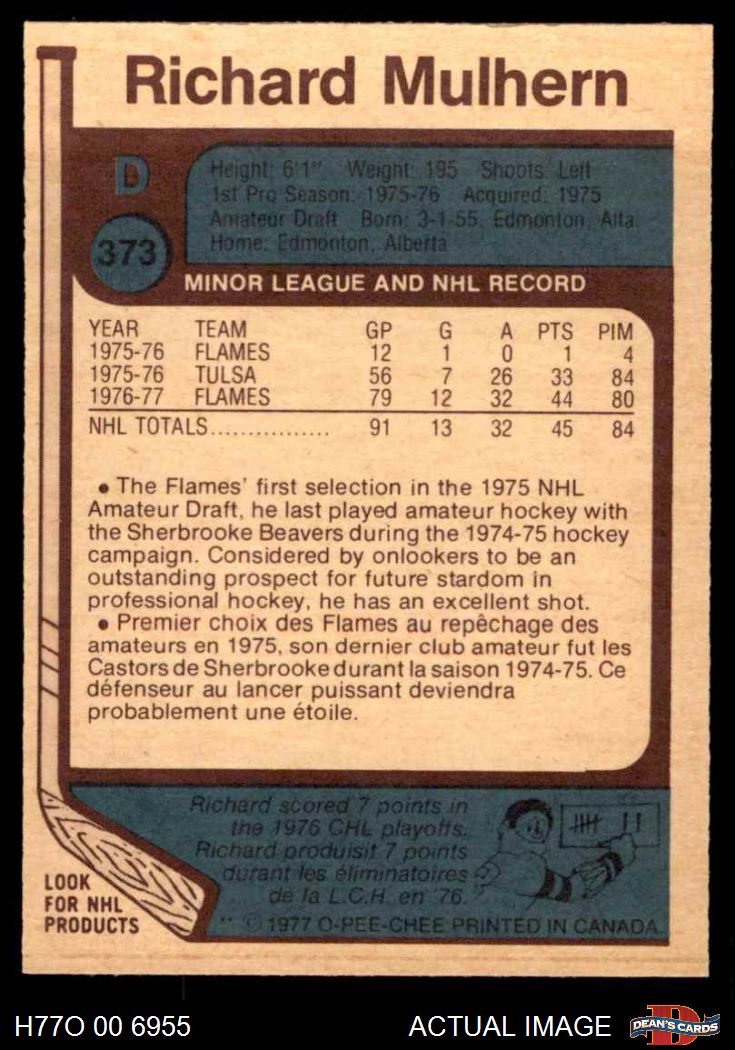 Richard Mulhern
D
373
Height: 6'1" Weight: 195 Shoots: Left
1st Pro Season: 1975-76 Acquired: 1975
Amateur Draft Born: 3-1-55, Edmonton, Alta.
Home: Edmonton, Alberta
MINOR LEAGUE AND NHL RECORD
YEAR TEAM GP G A PTS PIM
1975-76 FLAMES 12 1 0 1 4
1975-76 TULSA 56 7 26 33 84
1976-77 FLAMES 79 12 32 44 80
NHL TOTALS................ 91 13 32 45 84
• The Flames' first selection in the 1975 NHL
Amateur Draft, he last played amateur hockey with
the Sherbrooke Beavers during the 1974-75 hockey
campaign. Considered by onlookers to be an
outstanding prospect for future stardom in
professional hockey, he has an excellent shot.
• Premier choix des Flames au repêchage des
amateurs en 1975, son dernier club amateur fut les
Castors de Sherbrooke durant la saison 1974-75. Ce
défenseur au lancer puissant deviendra
probablement une étoile.
Richard scored 7 points in
the 1976 CHL playoffs.
Richard produisit 7 points
durant les éliminatoires
de la L.C.H. en '76.
LOOK
FOR NHL
PRODUCTS
** © 1977 O-PEE-CHEE PRINTED IN CANADA
H77O 00 6955
ACTUAL IMAGE
D
DEAN'S CARDS